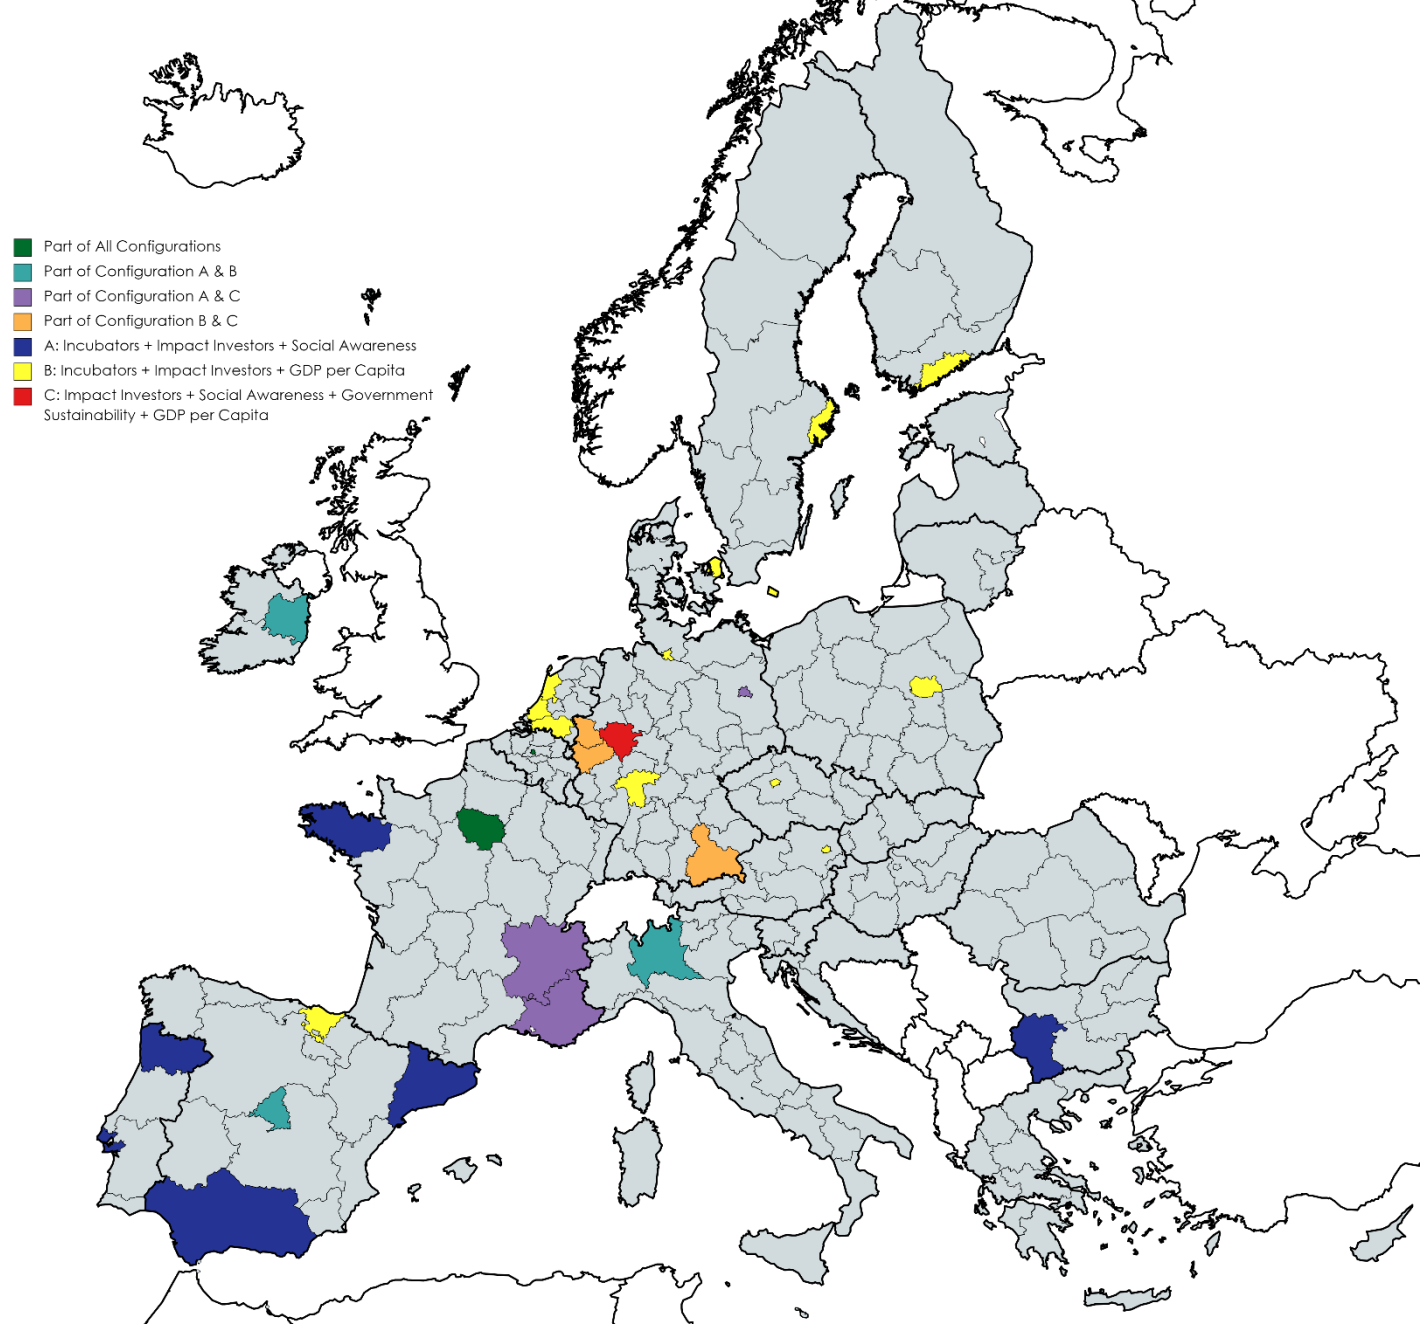 Part of All Configurations
Part of Configuration A & B
Part of Configuration A & C
Part of Configuration B & C
A: Incubators + Impact Investors + Social Awareness
B: Incubators + Impact Investors + GDP per Capita
C: Impact Investors + Social Awareness + Government
Sustainability + GDP per Capita